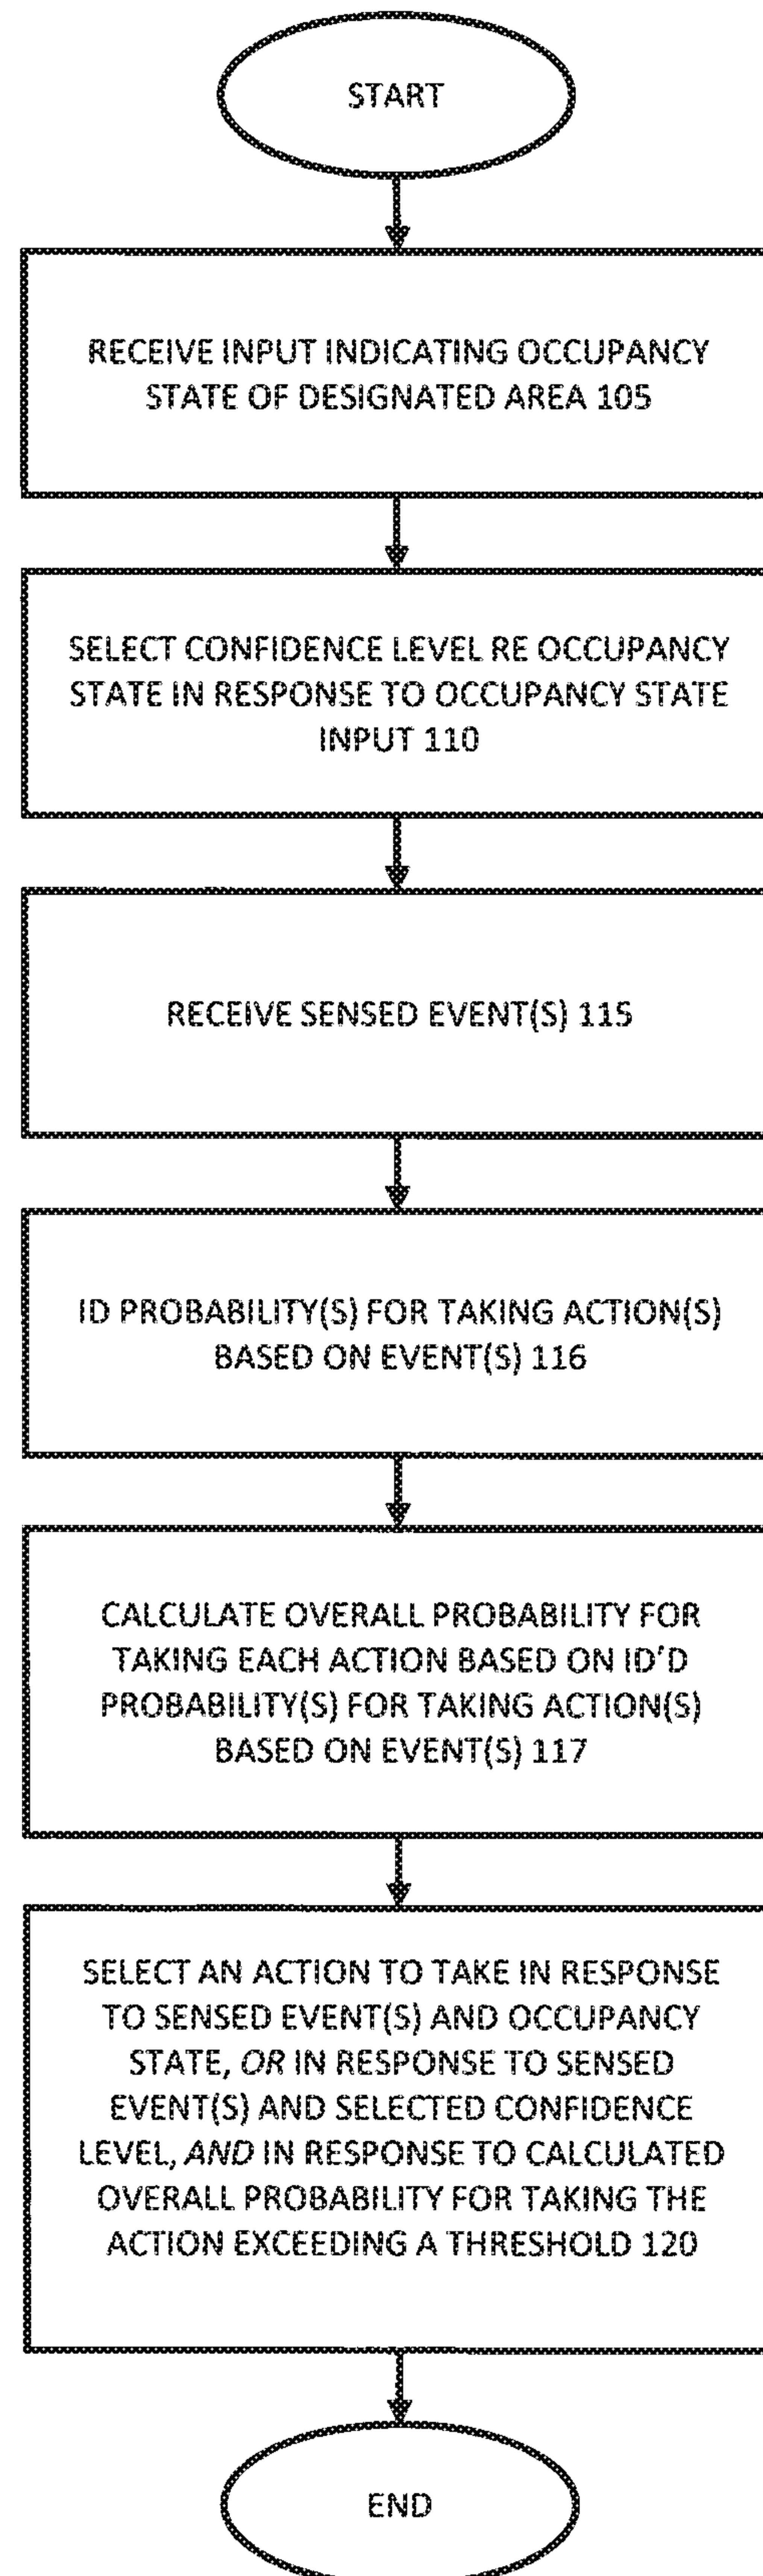 START
RECEIVE INPUT INDICATING OCCUPANCY
STATE OF DESIGNATED AREA 105
SELECT CONFIDENCE LEVEL RE OCCUPANCY
STATE IN RESPONSE TO OCCUPANCY STATE
INPUT 110
RECEIVE SENSED EVENT(S) 115
ID PROBABILITY(S) FOR TAKING ACTION(S)
BASED ON EVENT(S) 116
CALCULATE OVERALL PROBABILITY FOR
TAKING EACH ACTION BASED ON ID'D
PROBABILITY(S) FOR TAKING ACTION(S)
BASED ON EVENT(S) 117
SELECT AN ACTION TO TAKE IN RESPONSE
TO SENSED EVENT(S) AND OCCUPANCY
STATE, OR IN RESPONSE TO SENSED
EVENT(S) AND SELECTED CONFIDENCE
LEVEL, AND IN RESPONSE TO CALCULATED
OVERALL PROBABILITY FOR TAKING THE
ACTION EXCEEDING A THRESHOLD 120
END